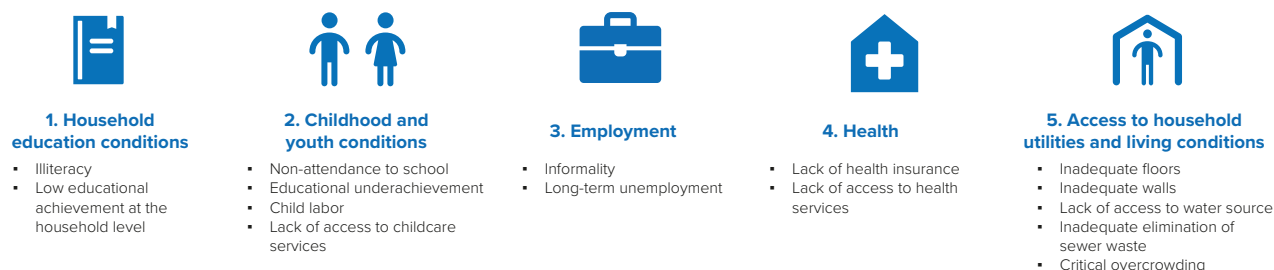 1. Household
education conditions
▪ Illiteracy
▪ Low educational
achievement at the
household level
2. Childhood and
youth conditions
▪ Non-attendance to school
▪ Educational underachievement
▪ Child labor
▪ Lack of access to childcare
services
3. Employment
▪ Informality
▪ Long-term unemployment
4. Health
▪ Lack of health insurance
▪ Lack of access to health
services
5. Access to household
utilities and living conditions
▪ Inadequate floors
▪ Inadequate walls
▪ Lack of access to water source
▪ Inadequate elimination of
sewer waste
▪ Critical overcrowding